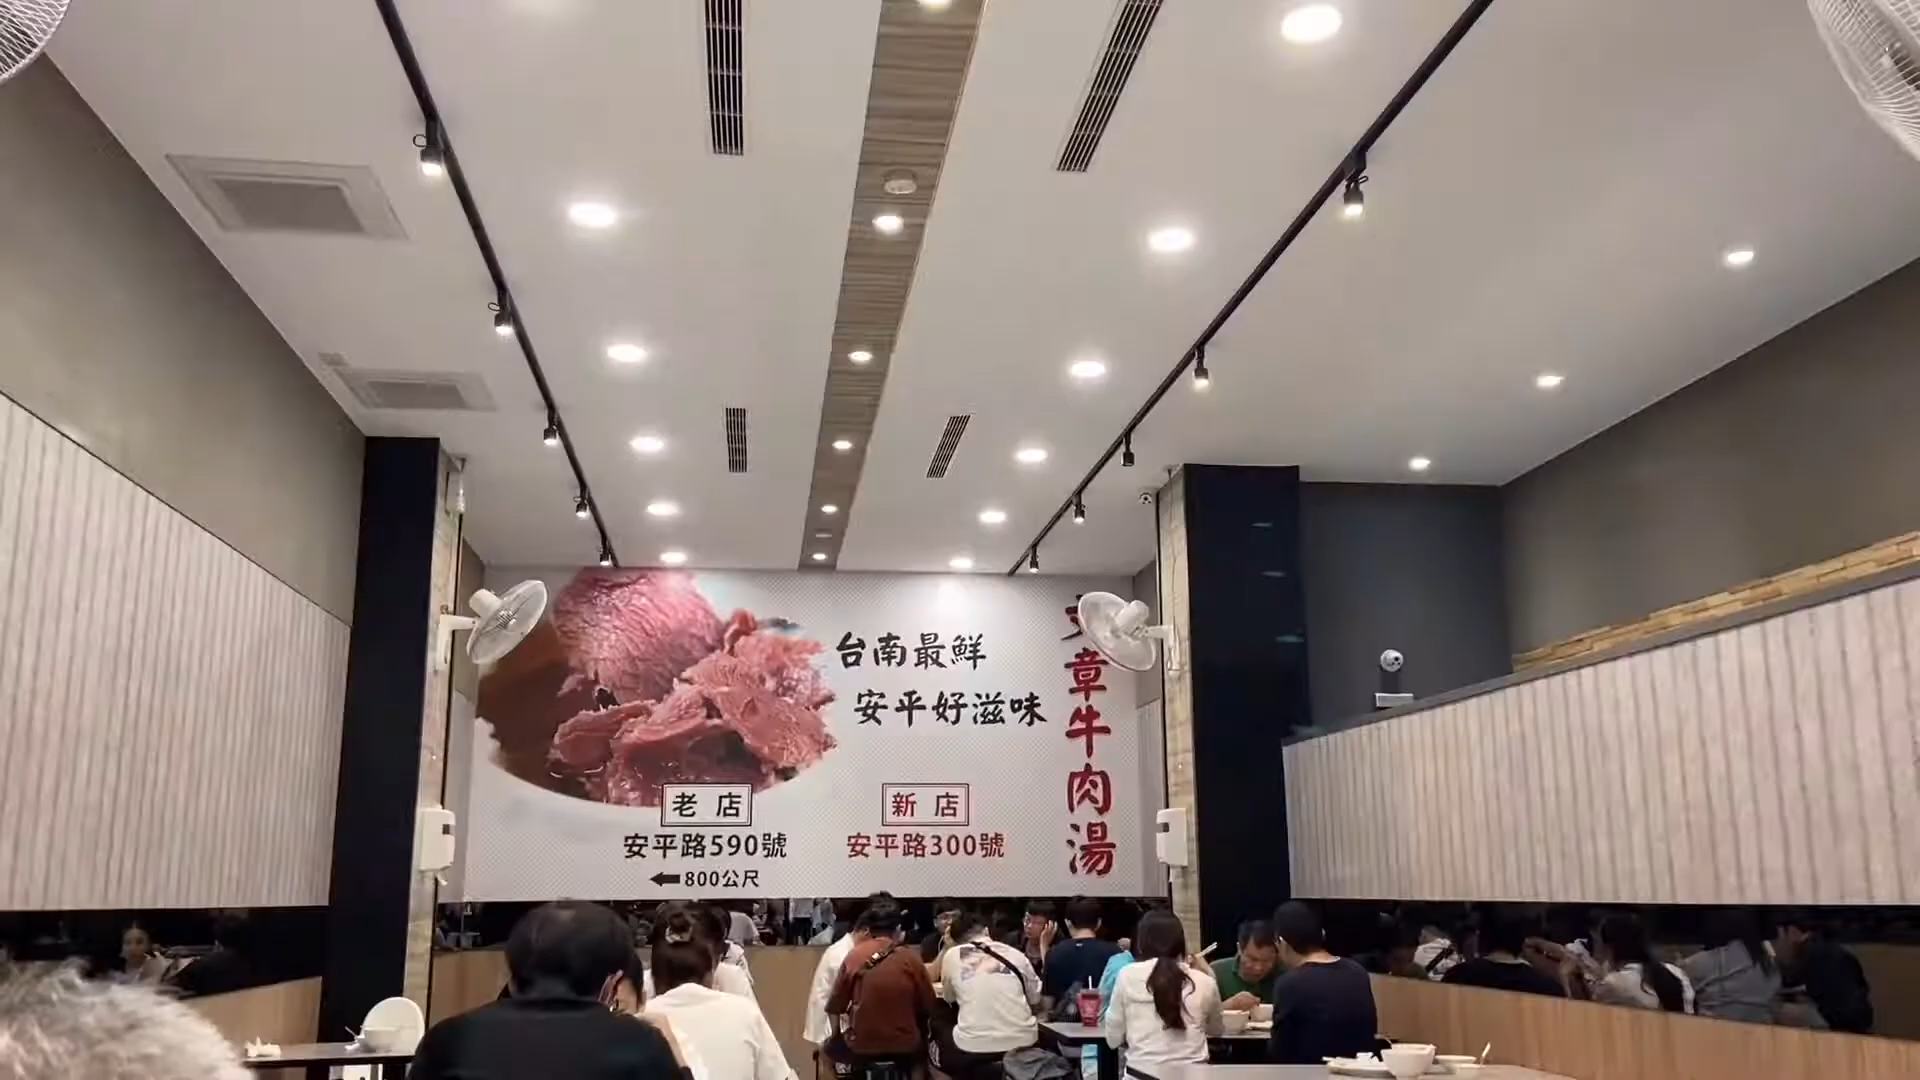 台南最鮮
安平好滋味
老店
安平路590號
←800公尺
新店
安平路300號
文章牛肉湯